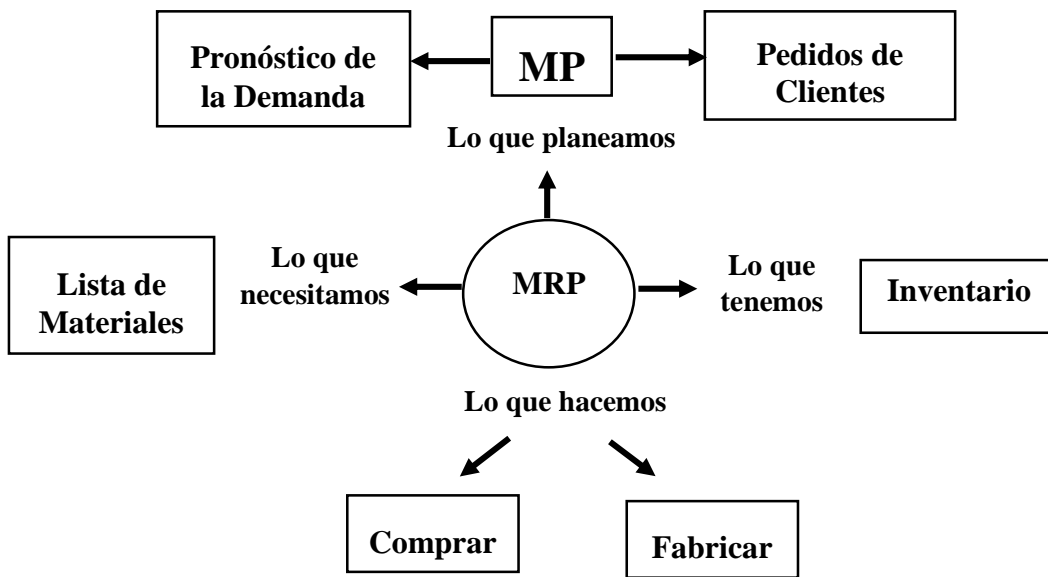 Pronóstico de
la Demanda
MP
Pedidos de
Clientes
Lo que planeamos
Lista de
Materiales
Lo que
necesitamos
MRP
Lo que
tenemos
Inventario
Lo que hacemos
Comprar
Fabricar